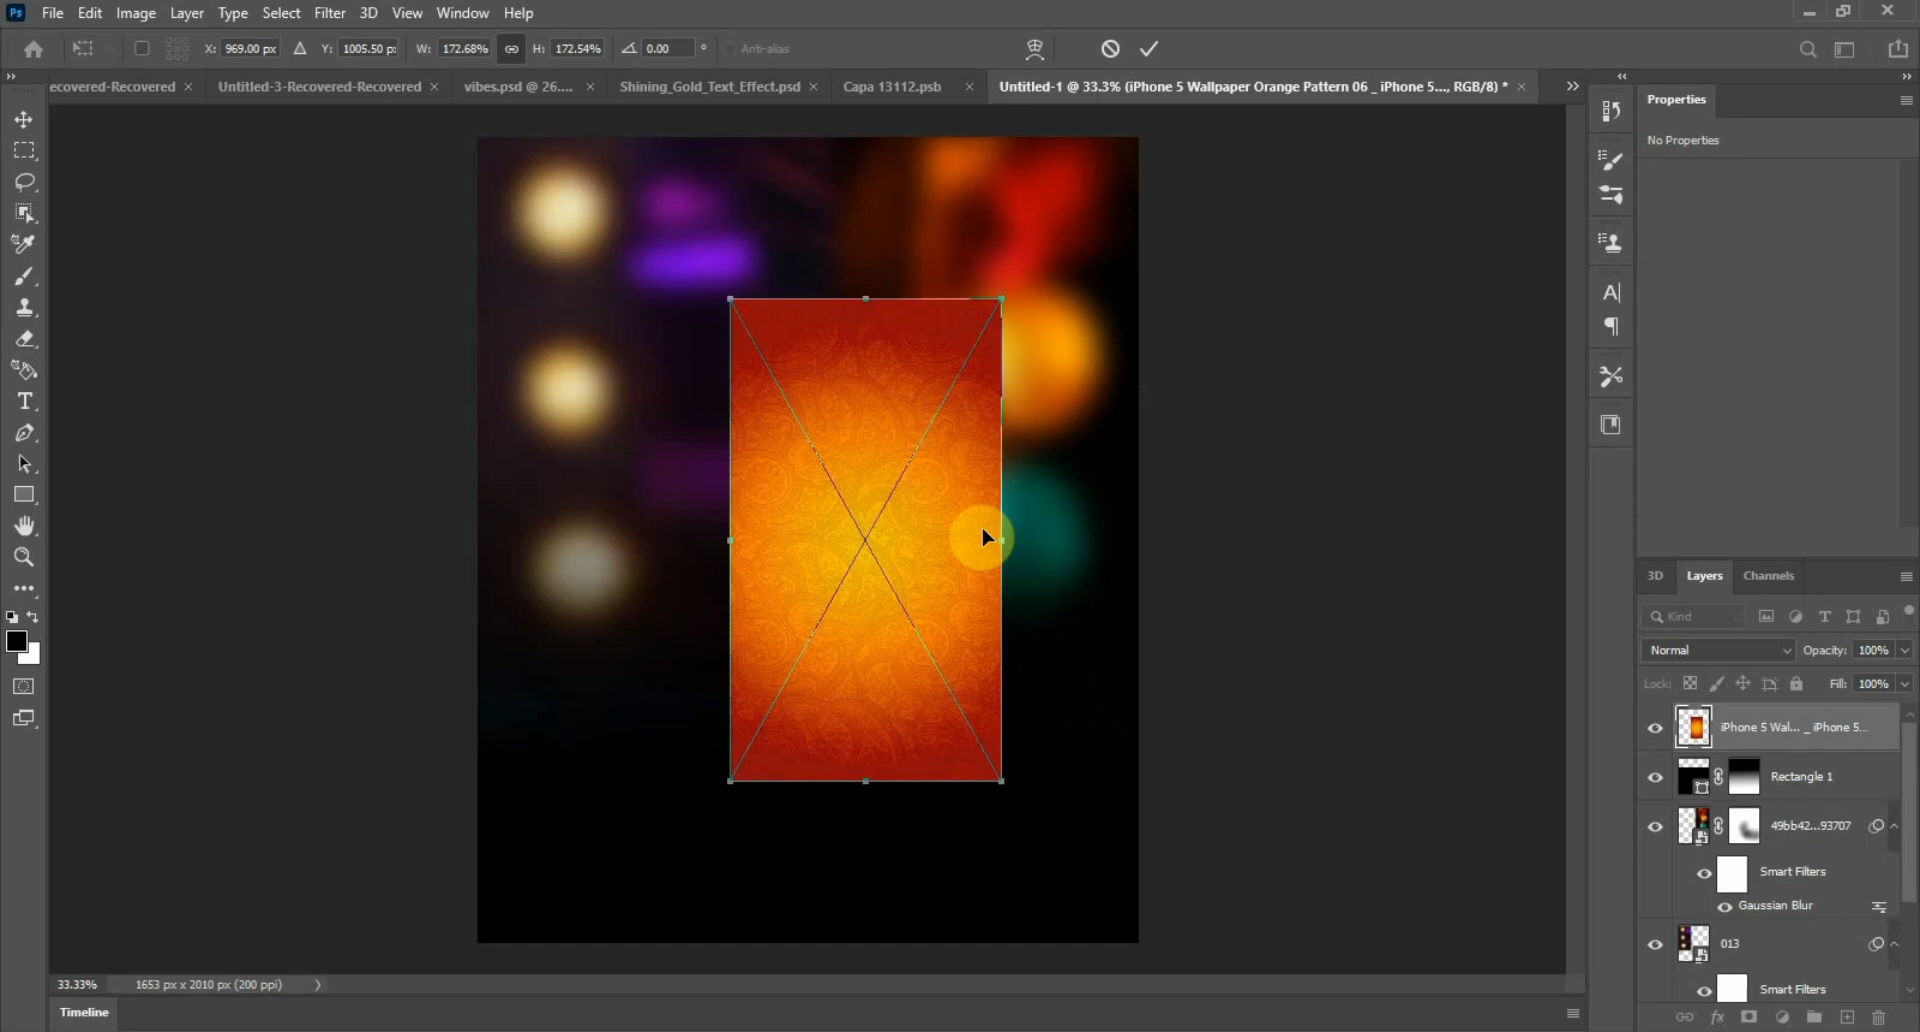 Ps File Edit Image Layer Type Select Filter 3D View Window Help
X: 969.00 px Y: 1005.50 p: W: 172.68% H: 172.54% 0.00 ° Anti-alias
ecovered-Recovered × Untitled-3-Recovered-Recovered × vibes.psd @ 26.... × Shining_Gold_Text_Effect.psd × Capa 13112.psb × Untitled-1 @ 33.3% (iPhone 5 Wallpaper Orange Pattern 06 _ iPhone 5..., RGB/8) * ×
Properties
No Properties
3D Layers Channels
Kind
Normal Opacity: 100%
Lock: Fill: 100%
iPhone 5 Wal... _ iPhone 5...
Rectangle 1
49bb42...93707
Smart Filters
Gaussian Blur
013
Smart Filters
33.33% 1653 px x 2010 px (200 ppi)
Timeline